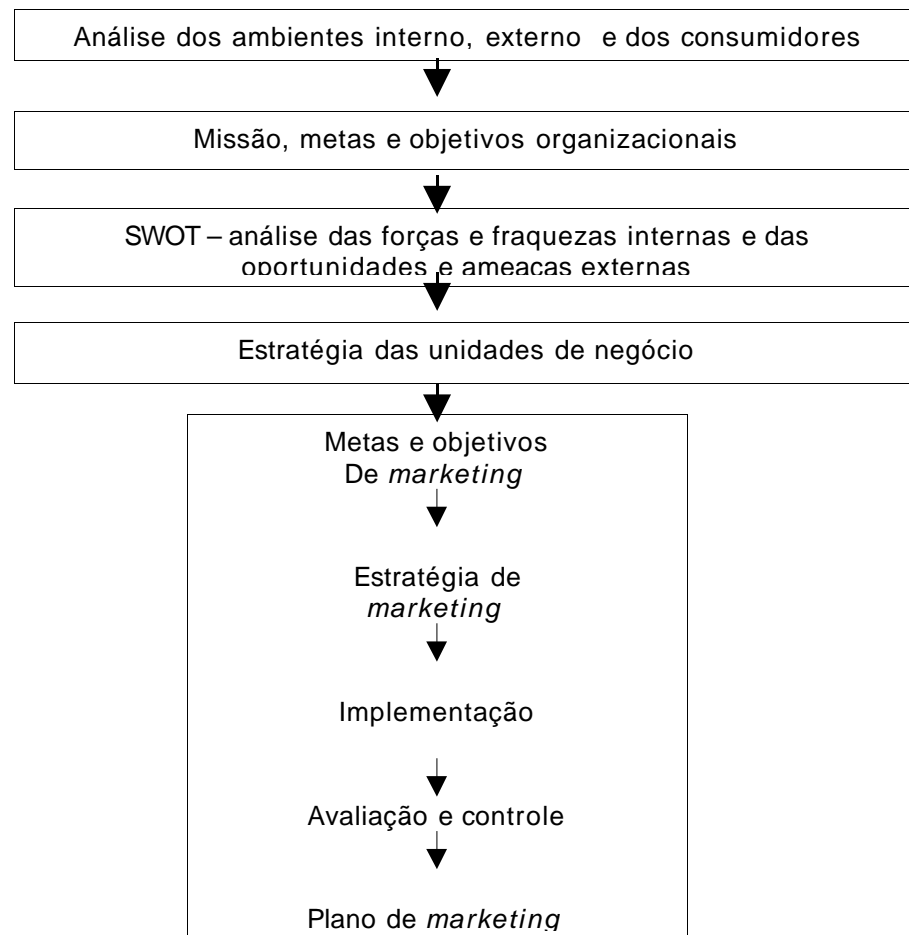 Análise dos ambientes interno, externo e dos consumidores
Missão, metas e objetivos organizacionais
SWOT – análise das forças e fraquezas internas e das
oportunidades e ameaças externas
Estratégia das unidades de negócio
Metas e objetivos
De marketing
Estratégia de
marketing
Implementação
Avaliação e controle
Plano de marketing